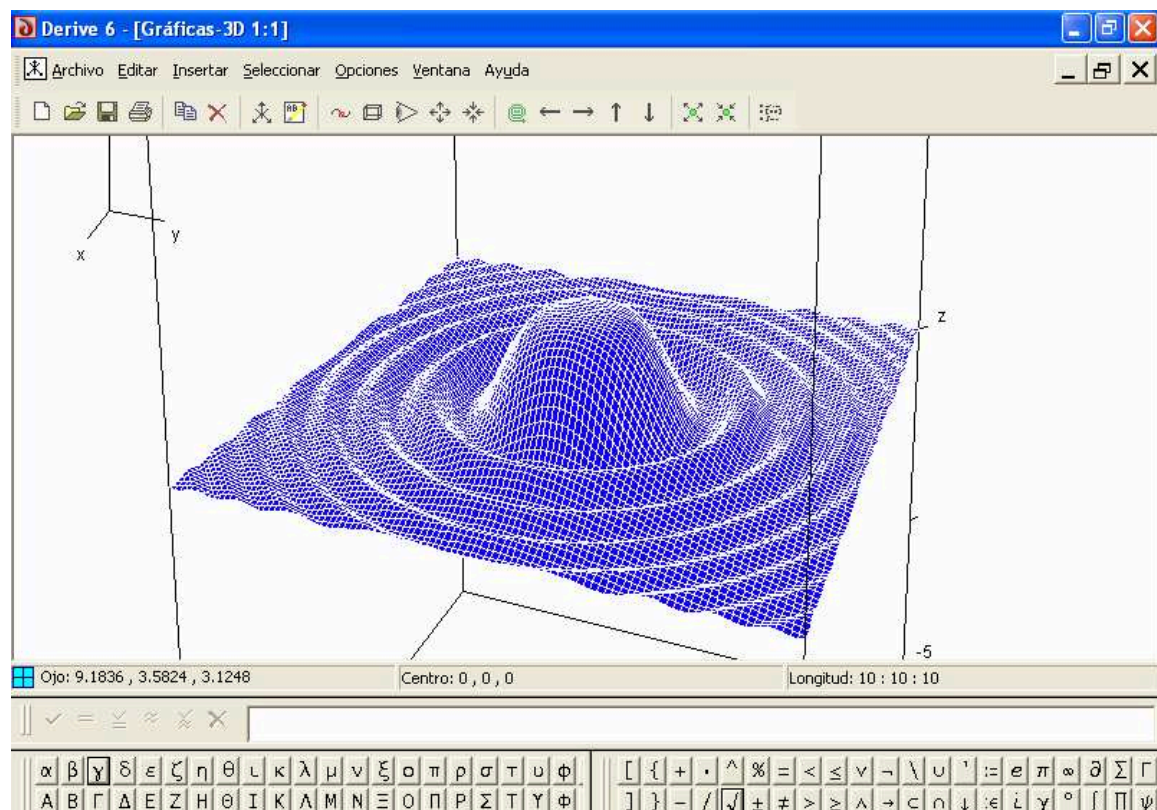 Derive 6 - [Gráficas-3D 1:1]
Archivo Editar Insertar Seleccionar Opciones Ventana Ayuda
x
y
z
-5
Ojo: 9.1836 , 3.5824 , 3.1248 Centro: 0 , 0 , 0 Longitud: 10 : 10 : 10
α β γ δ ε ζ η θ ι κ λ μ ν ξ ο π ρ σ τ υ φ [ { + · ^ % = < ≤ ∨ ¬ \ ∪ ' := e π ∞ ∂ Σ Γ
Α Β Γ Δ Ε Ζ Η Θ Ι Κ Λ Μ Ν Ξ Ο Π Ρ Σ Τ Υ Φ ] } − / √ ± ≠ > ≥ ∧ → ⊂ ∩ ↓ :∈ i γ ° ∫ Π ψ